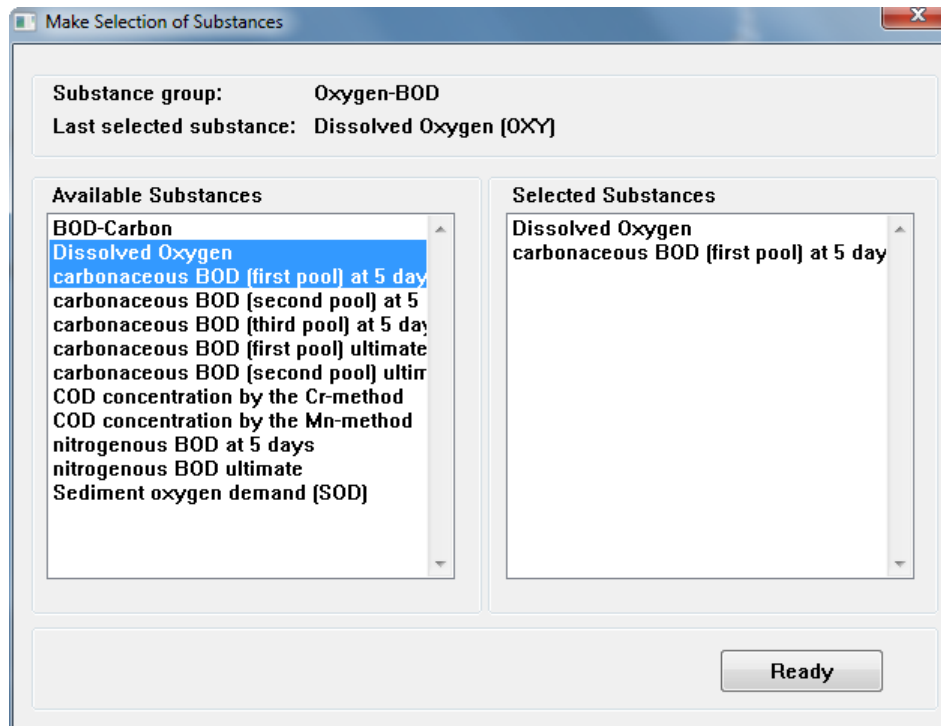 Make Selection of Substances
x
Substance group: Oxygen-BOD
Last selected substance: Dissolved Oxygen (OXY)
Available Substances
BOD-Carbon
Dissolved Oxygen
carbonaceous BOD (first pool) at 5 day
carbonaceous BOD (second pool) at 5
carbonaceous BOD (third pool) at 5 day
carbonaceous BOD (first pool) ultimate
carbonaceous BOD (second pool) ultim
COD concentration by the Cr-method
COD concentration by the Mn-method
nitrogenous BOD at 5 days
nitrogenous BOD ultimate
Sediment oxygen demand (SOD)
Selected Substances
Dissolved Oxygen
carbonaceous BOD (first pool) at 5 day
Ready